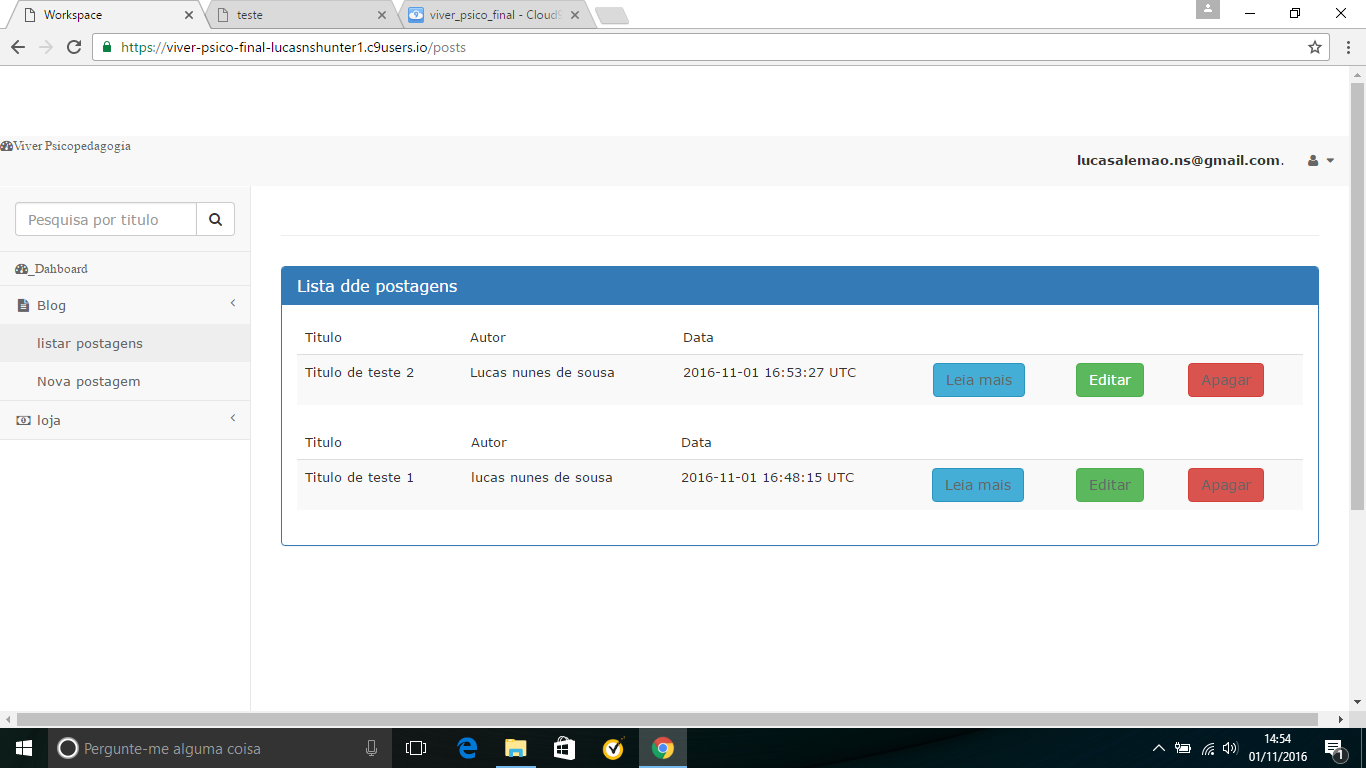 Workspace
teste
viver_psico_final - CloudS
https://viver-psico-final-lucasnshunter1.c9users.io/posts
Viver Psicopedagogia
lucasalemao.ns@gmail.com.
Pesquisa por titulo
_Dahboard
Blog
listar postagens
Nova postagem
loja
Lista dde postagens
Titulo Autor Data
Titulo de teste 2 Lucas nunes de sousa 2016-11-01 16:53:27 UTC Leia mais Editar Apagar
Titulo Autor Data
Titulo de teste 1 lucas nunes de sousa 2016-11-01 16:48:15 UTC Leia mais Editar Apagar
Pergunte-me alguma coisa
14:54
01/11/2016
1